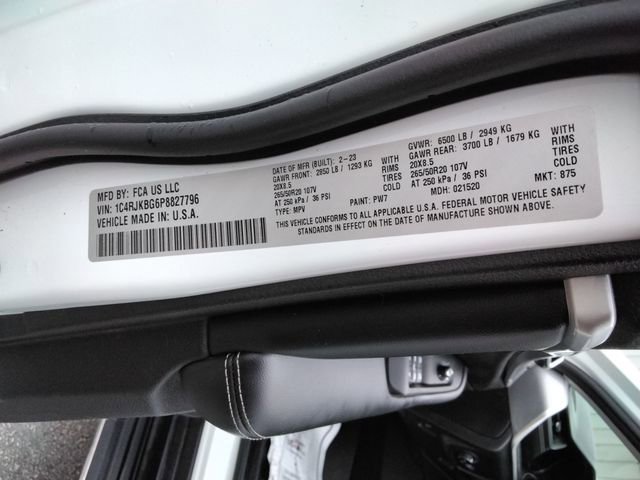 MFD BY: FCA US LLC
VIN: 1C4RJKBG6P8827796
VEHICLE MADE IN U.S.A.
DATE OF MFR (BUILT): 2-23
GAWR FRONT: 2850 LB / 1293 KG WITH
20X8.5 RIMS
265/50R20 107V TIRES
AT 250 kPa / 36 PSI
TYPE: MPV PAINT: PW7
GVWR: 6500 LB / 2949 KG
GAWR REAR: 3700 LB / 1679 KG WITH
20X8.5 RIMS
265/50R20 107V TIRES
AT 250 kPa / 36 PSI
MDH: 021520 MKT: 875
THIS VEHICLE CONFORMS TO ALL APPLICABLE U.S.A. FEDERAL MOTOR VEHICLE SAFETY
STANDARDS IN EFFECT ON THE DATE OF MANUFACTURE SHOWN ABOVE.